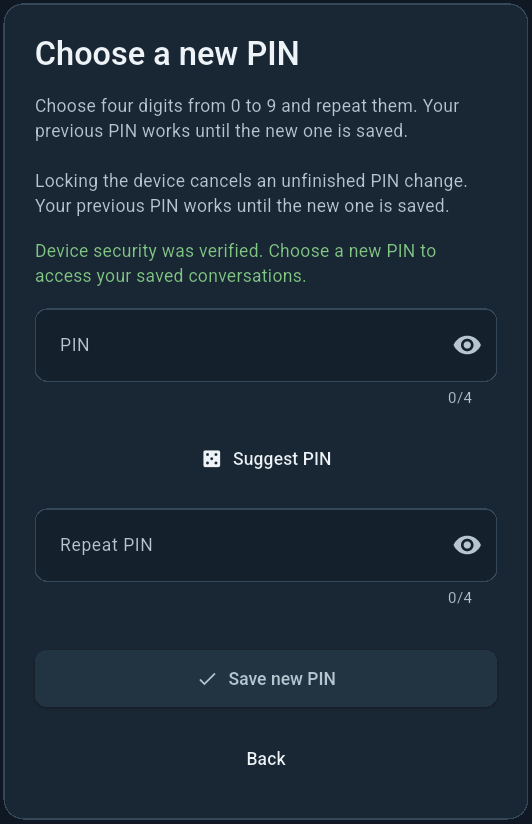 Choose a new PIN
Choose four digits from 0 to 9 and repeat them. Your
previous PIN works until the new one is saved.
Locking the device cancels an unfinished PIN change.
Your previous PIN works until the new one is saved.
Device security was verified. Choose a new PIN to
access your saved conversations.
PIN
0/4
Suggest PIN
Repeat PIN
0/4
Save new PIN
Back